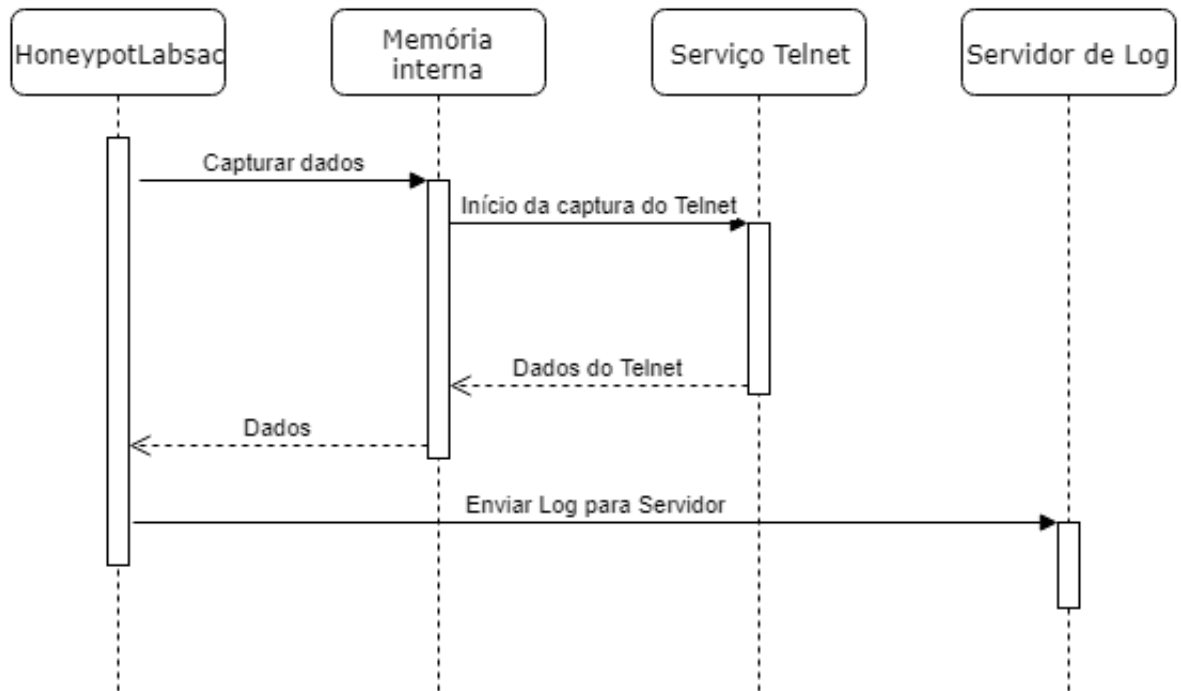 HoneypotLabsac
Memória
interna
Serviço Telnet
Servidor de Log
Capturar dados
Início da captura do Telnet
Dados do Telnet
Dados
Enviar Log para Servidor